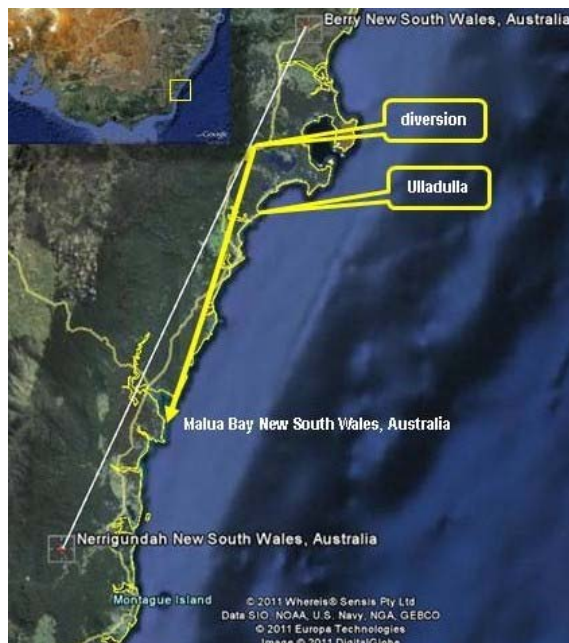 Berry New South Wales, Australia
Google
diversion
Ulladulla
Malua Bay New South Wales, Australia
Nerrigundah New South Wales, Australia
Montague Island
© 2011 Whereis® Sensis Pty Ltd
Data SIO, NOAA, U.S. Navy, NGA, GEBCO
© 2011 Europa Technologies
Image © 2011 DigitalGlobe